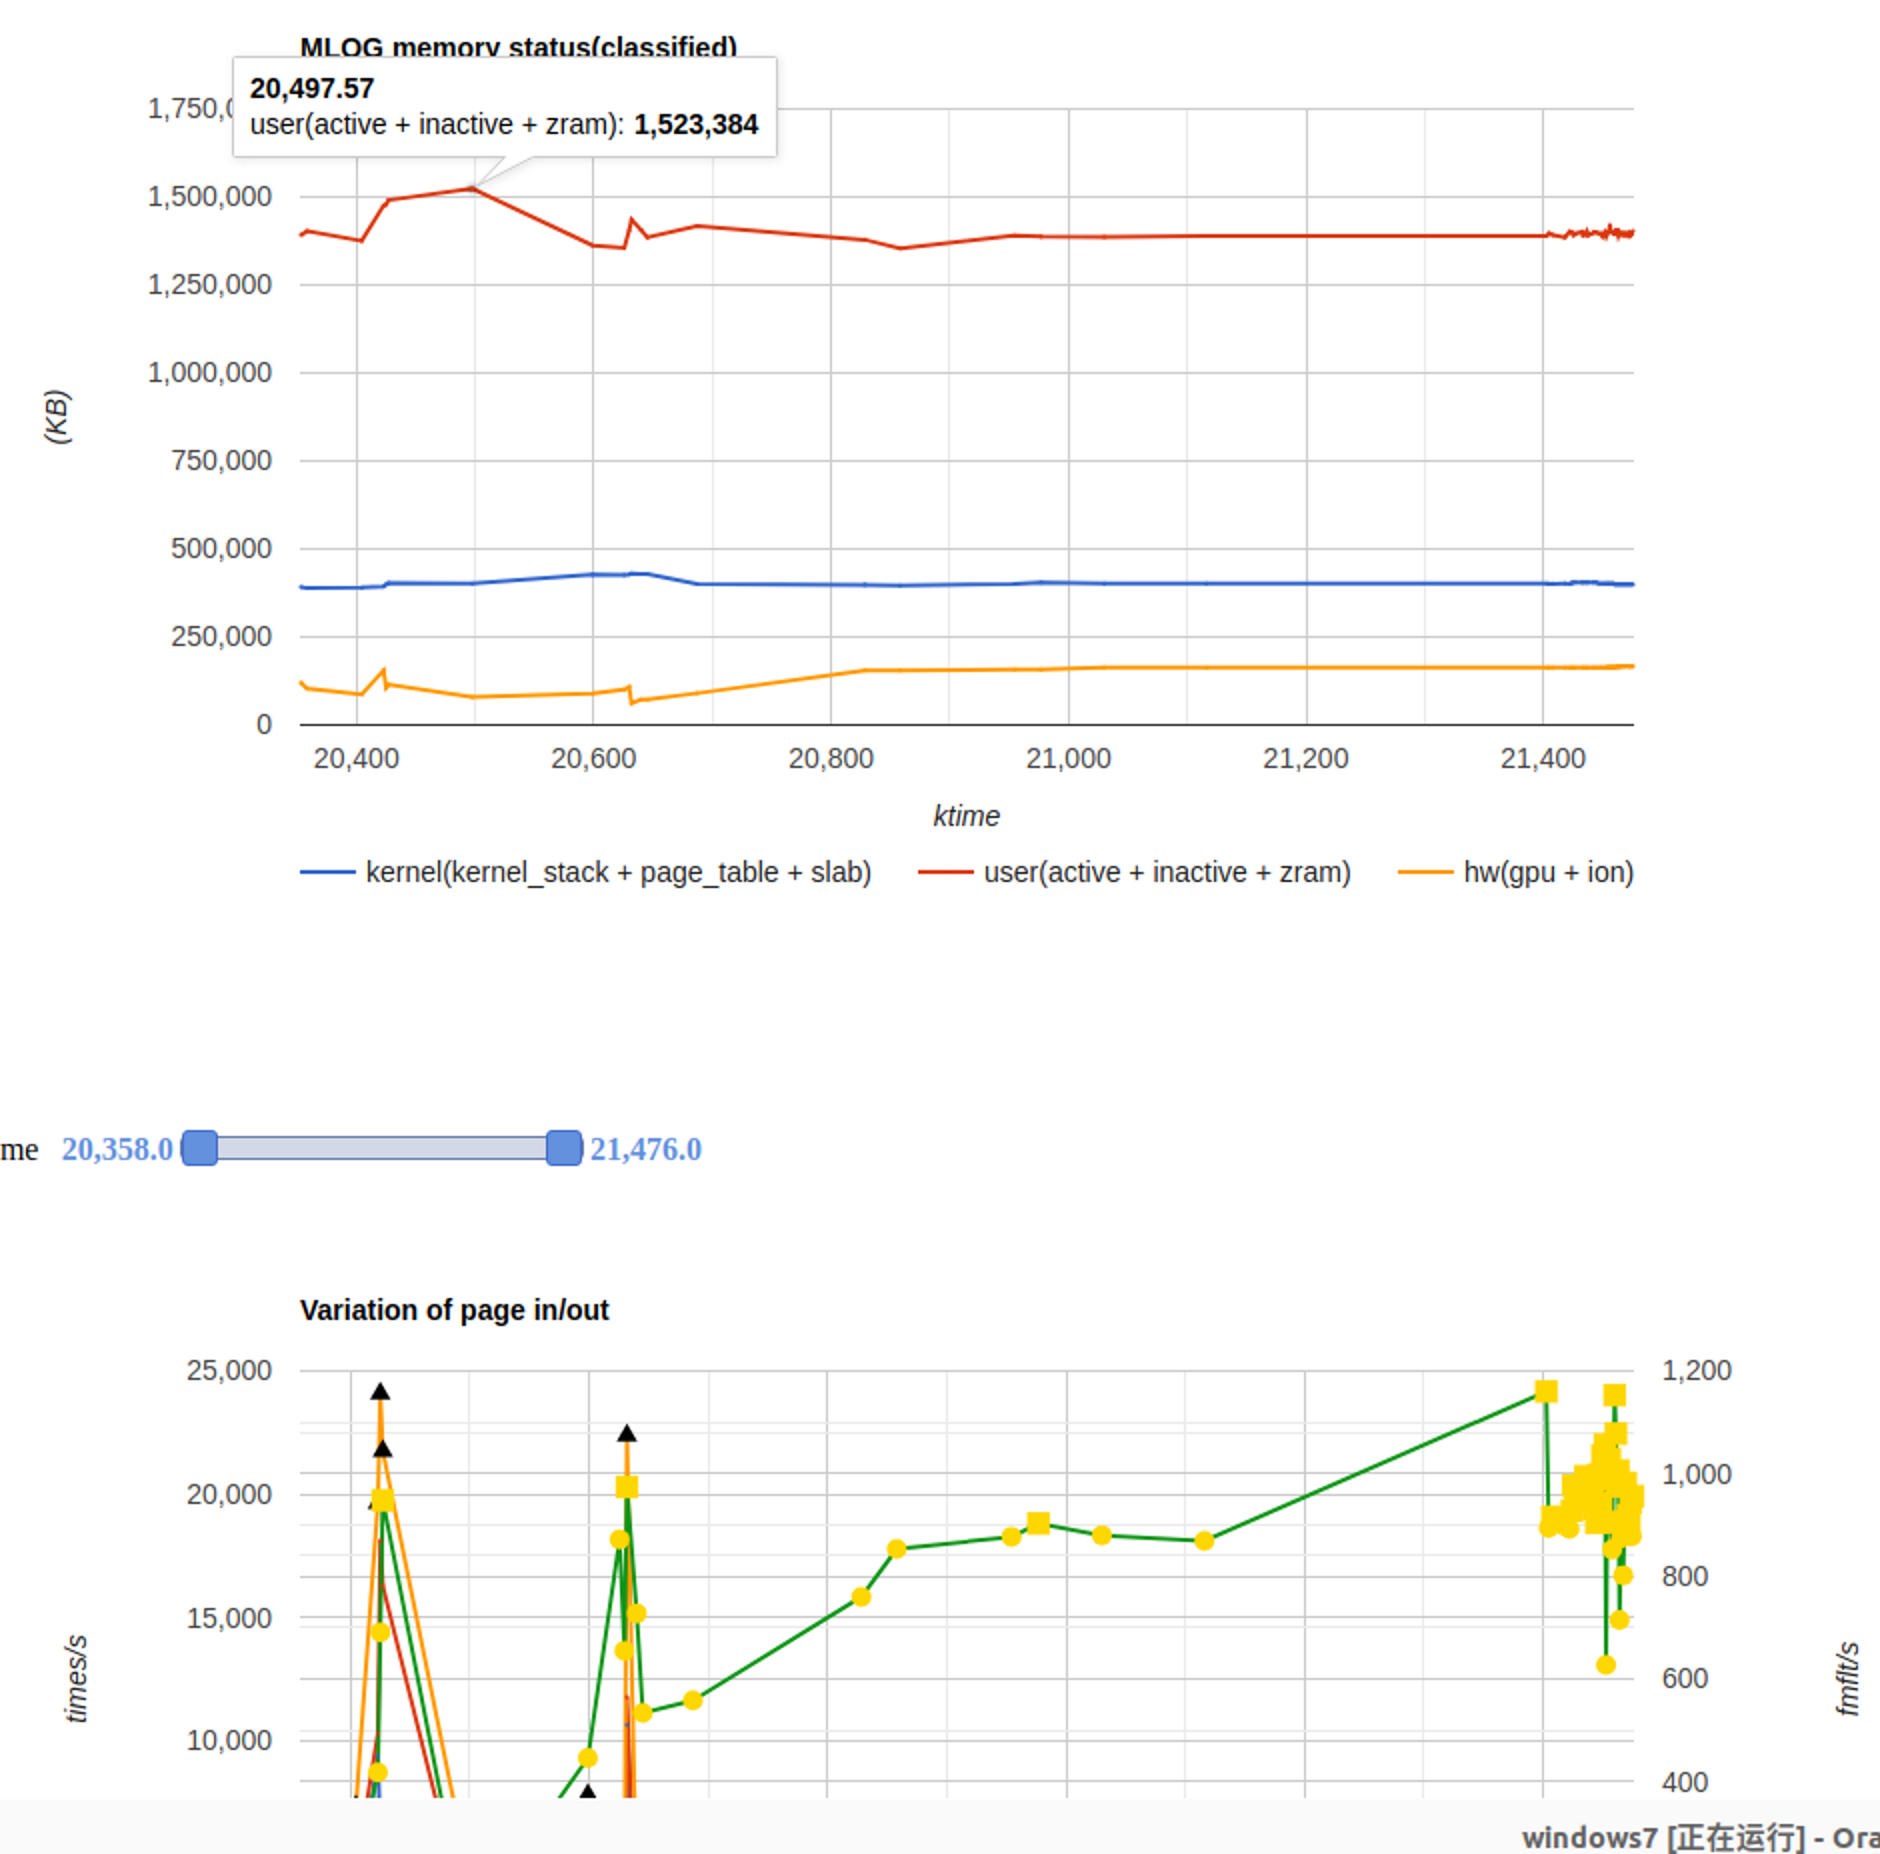 MLOG memory status(classified)
20,497.57
user(active + inactive + zram): 1,523,384
1,750,0
1,500,000
1,250,000
1,000,000
750,000
500,000
250,000
0
(KB)
20,400 20,600 20,800 21,000 21,200 21,400
ktime
kernel(kernel_stack + page_table + slab) user(active + inactive + zram) hw(gpu + ion)
me 20,358.0 21,476.0
Variation of page in/out
25,000
20,000
15,000
10,000
times/s
1,200
1,000
800
600
400
fmflt/s
windows7 [正在运行] - Ora